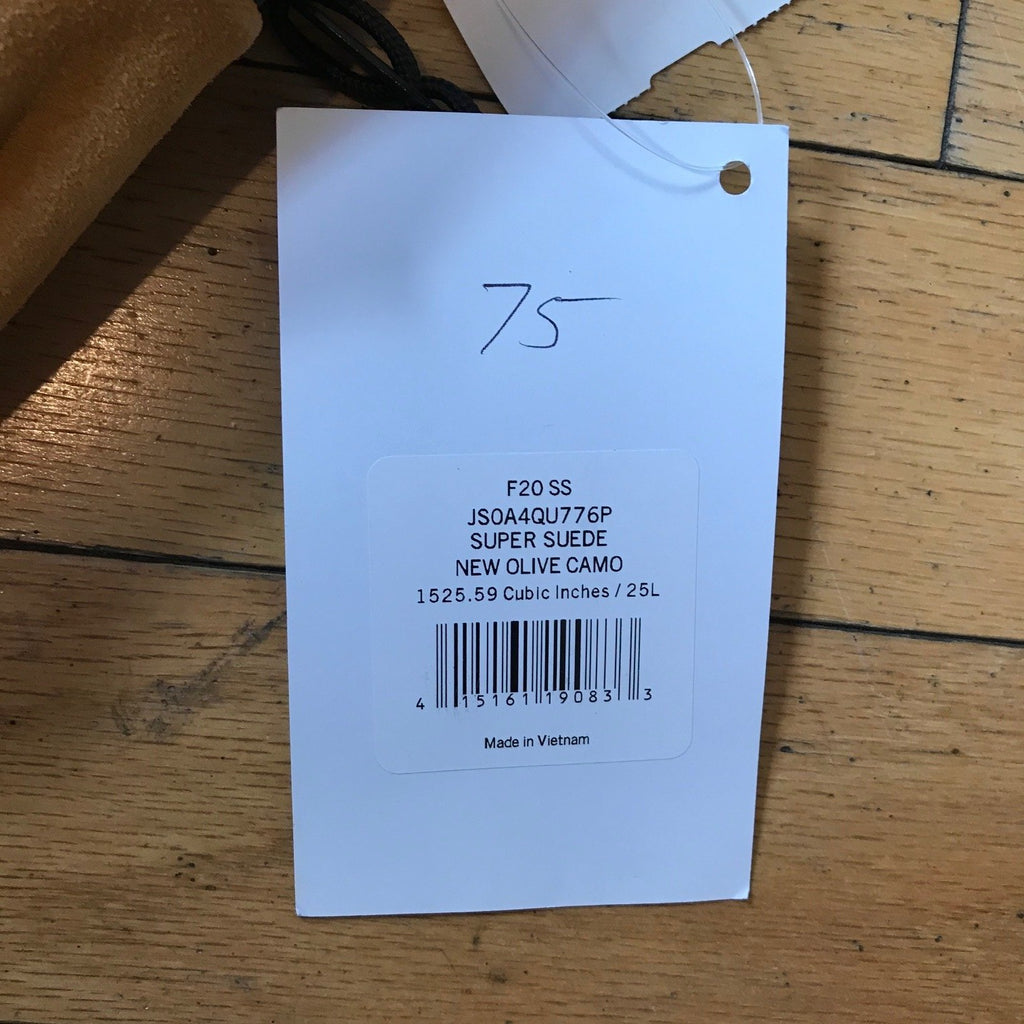 75
F20 SS
JS0A4QU776P
SUPER SUEDE
NEW OLIVE CAMO
1525.59 Cubic Inches / 25L
4 15161 19083 3
Made in Vietnam